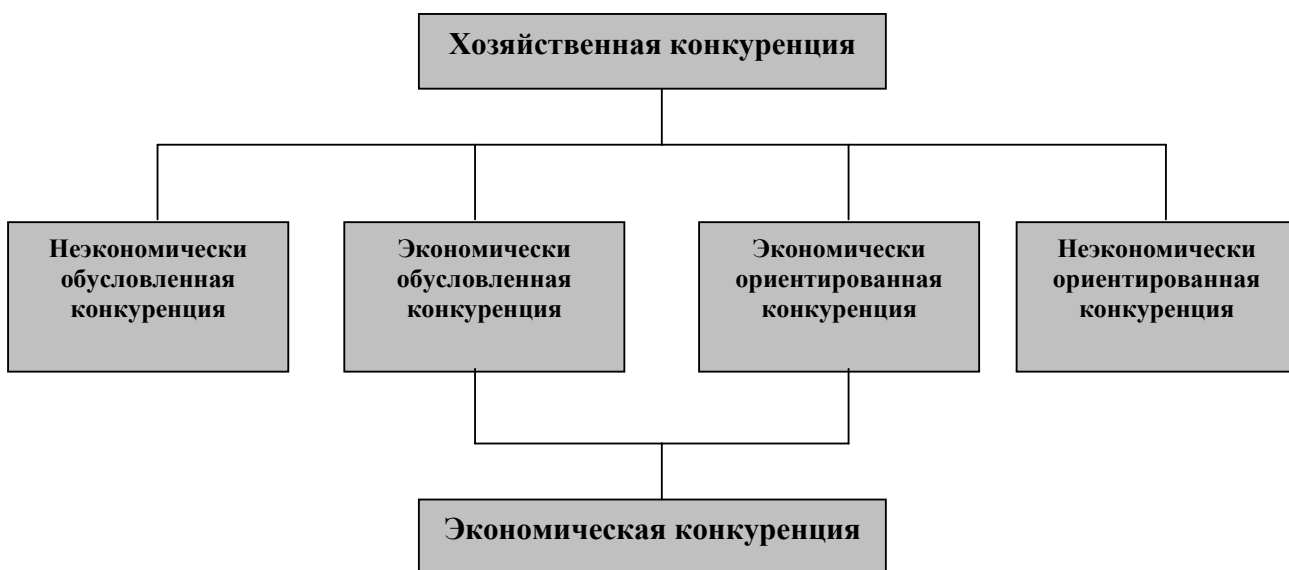 Хозяйственная конкуренция
Неэкономически
обусловленная
конкуренция
Экономически
обусловленная
конкуренция
Экономически
ориентированная
конкуренция
Неэкономически
ориентированная
конкуренция
Экономическая конкуренция